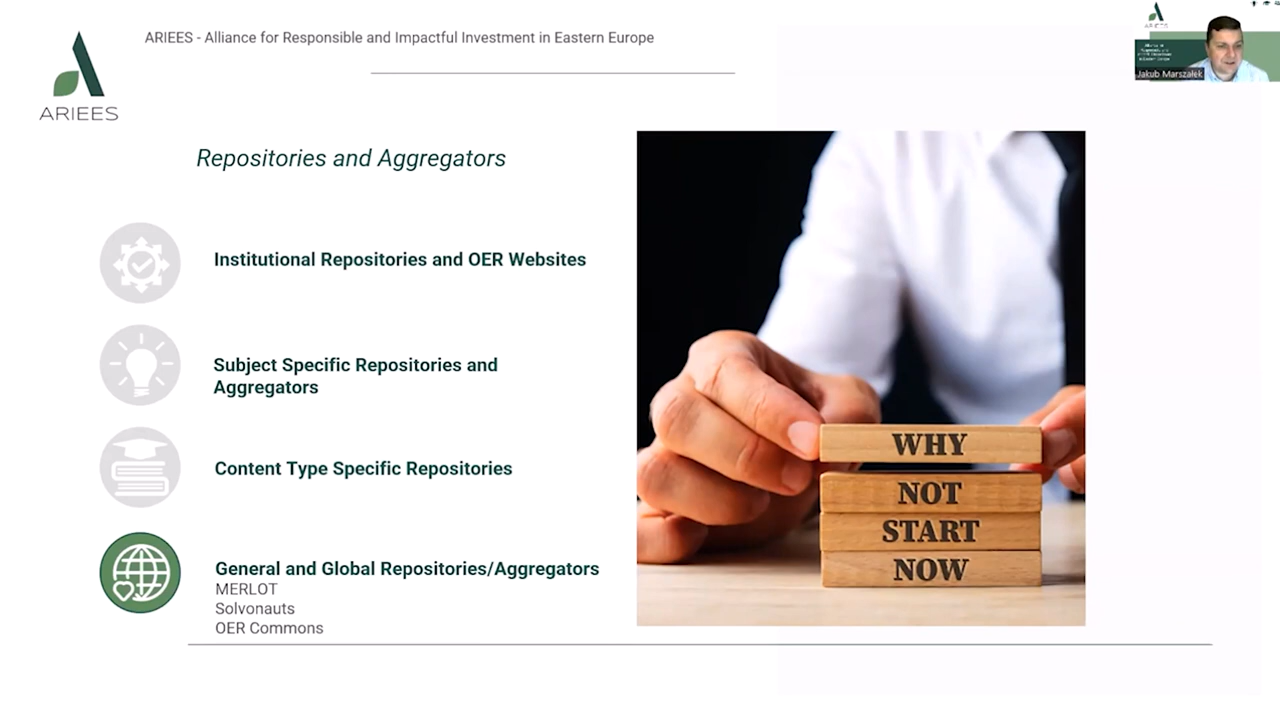 ARIEES - Alliance for Responsible and Impactful Investment in Eastern Europe
ARIEES
Jakub Marszałek
Repositories and Aggregators
Institutional Repositories and OER Websites
Subject Specific Repositories and
Aggregators
Content Type Specific Repositories
General and Global Repositories/Aggregators
MERLOT
Solvonauts
OER Commons
WHY
NOT
START
NOW